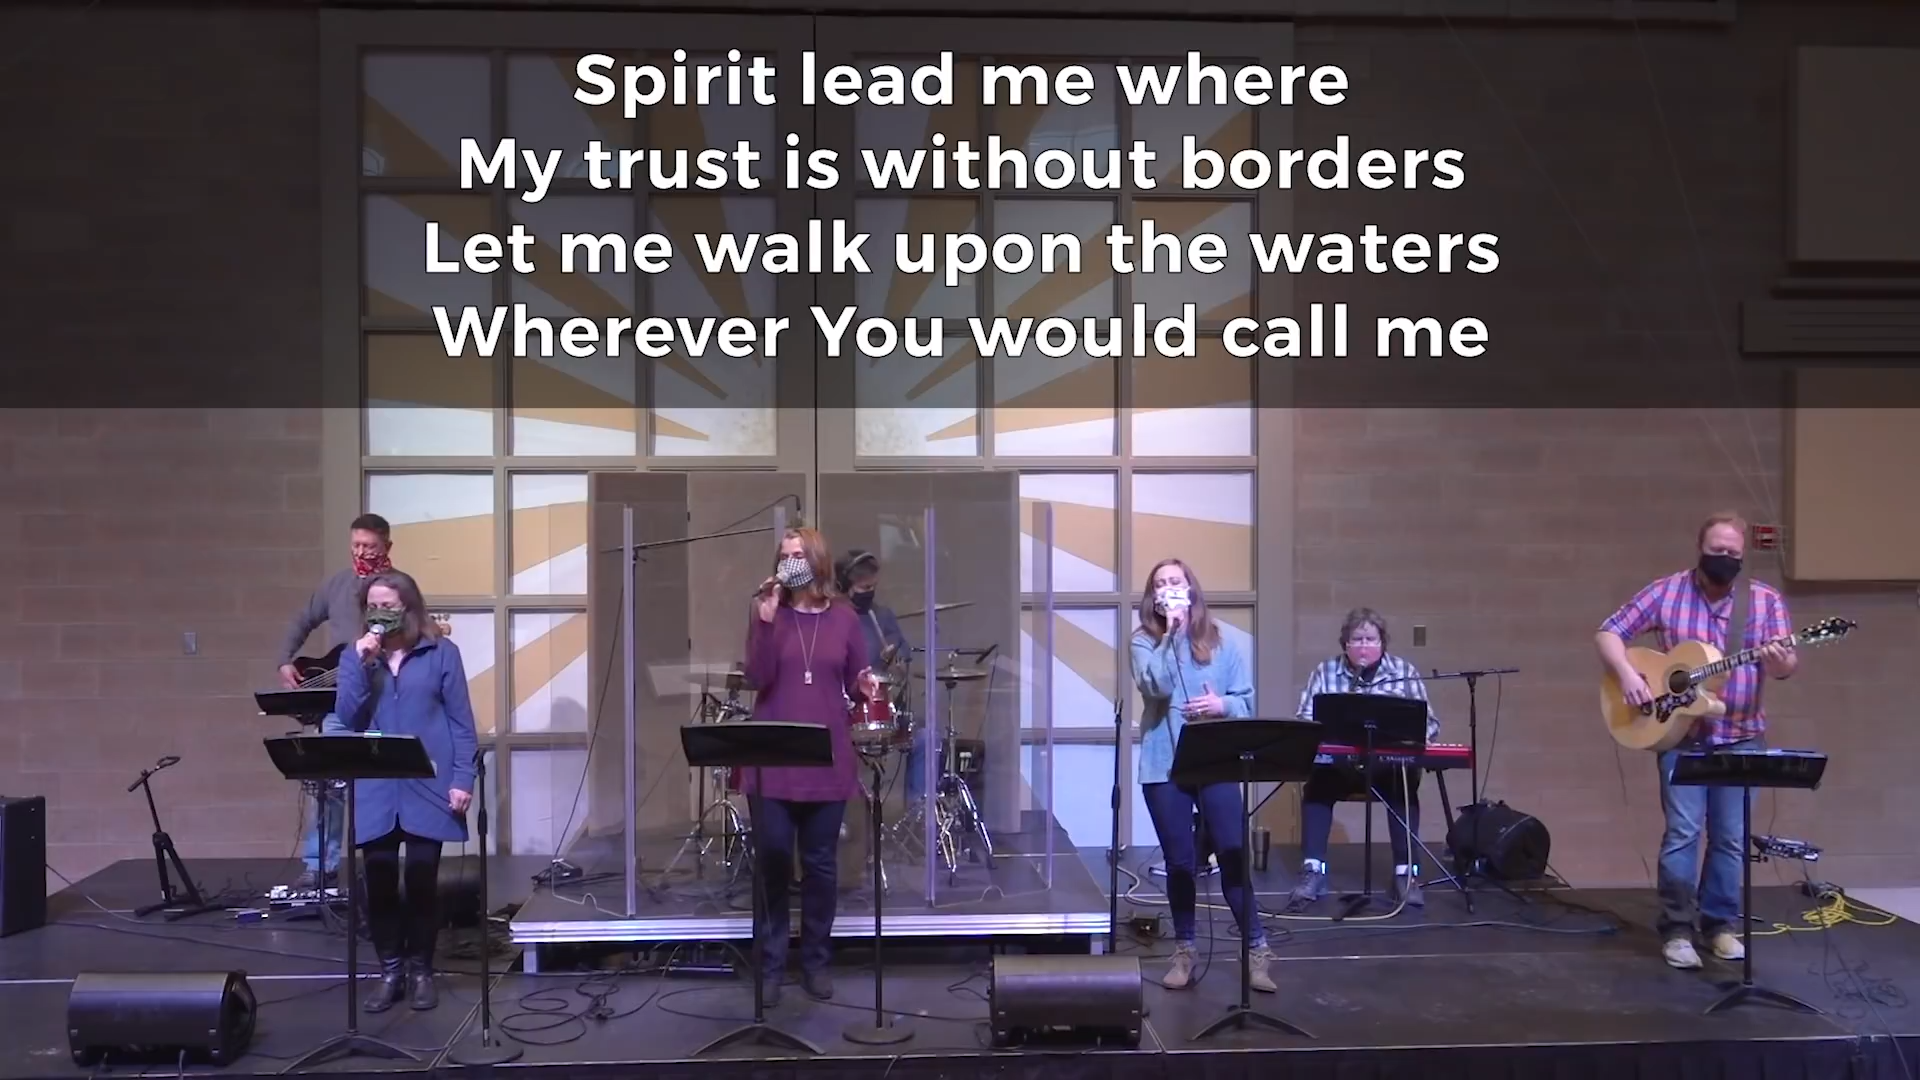 Spirit lead me where
My trust is without borders
Let me walk upon the waters
Wherever You would call me